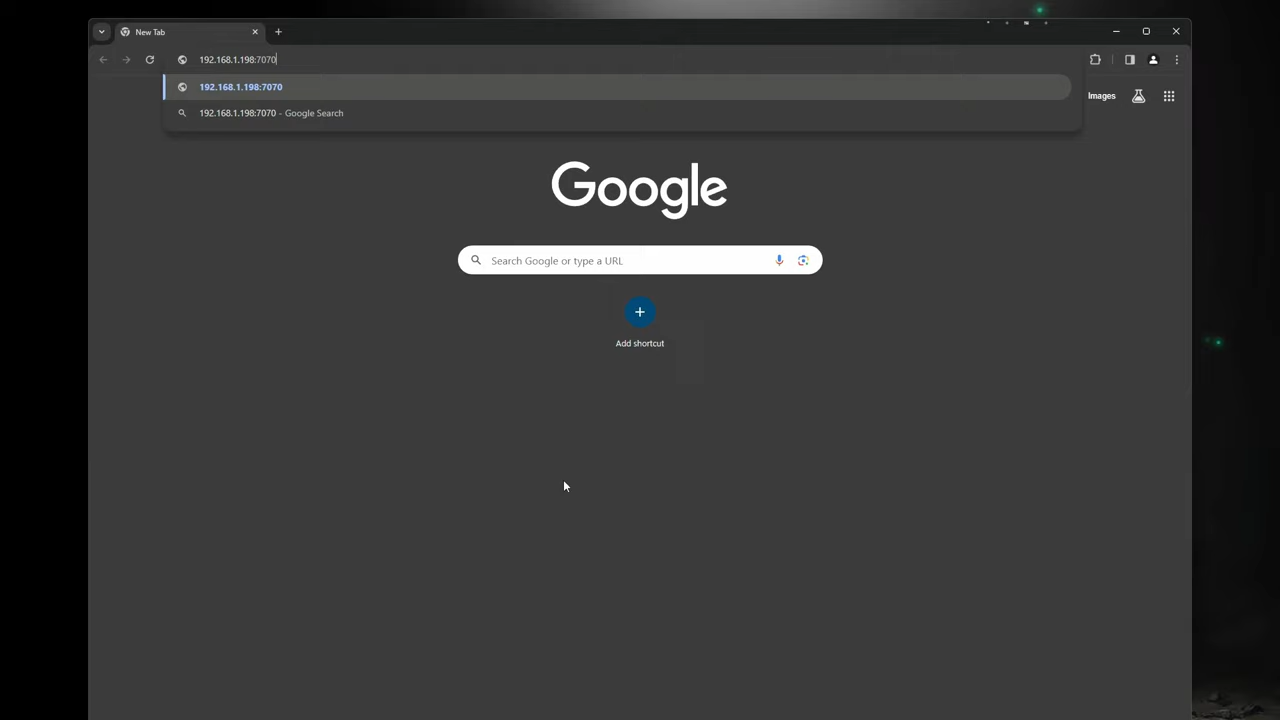 New Tab
192.168.1.198:7070
192.168.1.198:7070
192.168.1.198:7070 - Google Search
Images
Google
Search Google or type a URL
Add shortcut